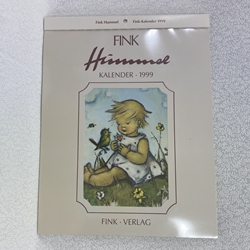 Fink Hummel Fink Kalender 1999
FINK
Hummel
KALENDER · 1999
FINK · VERLAG